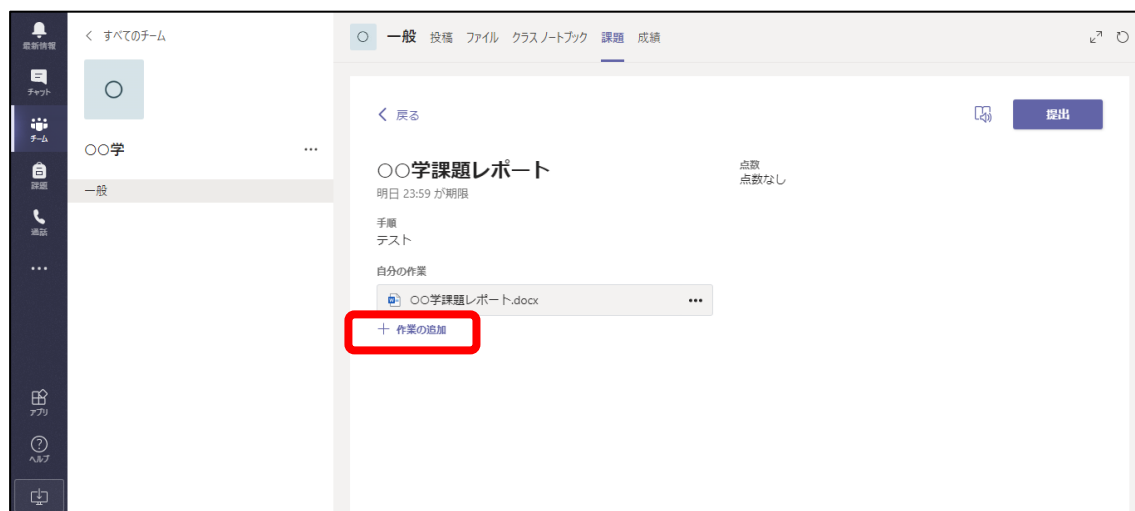 最新情報
チャット
チーム
課題
通話
アプリ
ヘルプ
すべてのチーム
○○学
一般
一般 投稿 ファイル クラス ノートブック 課題 成績
戻る
提出
○○学課題レポート
明日 23:59 が期限
点数
点数なし
手順
テスト
自分の作業
○○学課題レポート.docx
+ 作業の追加